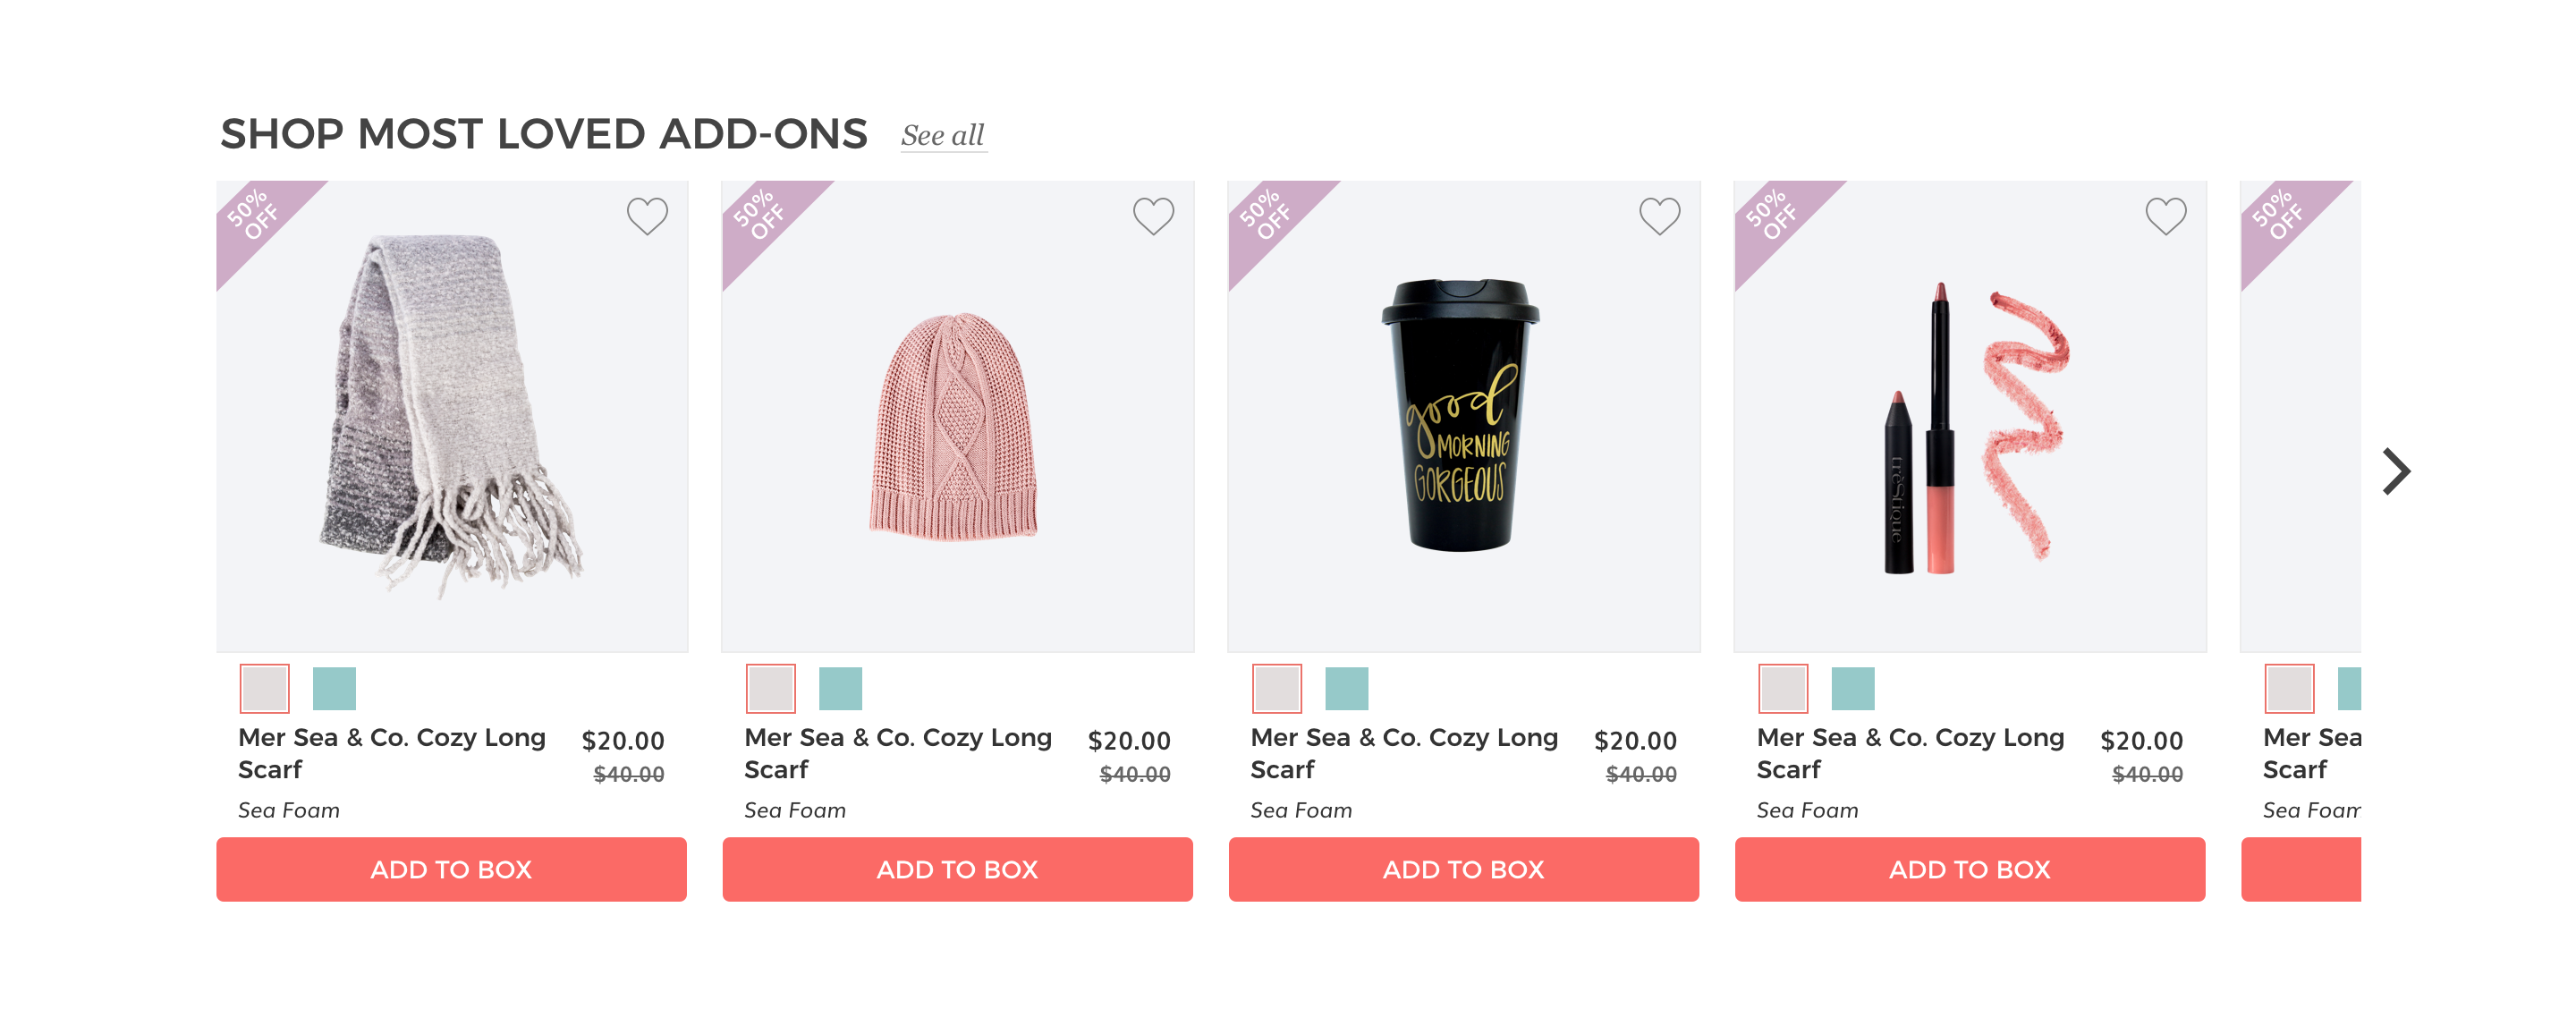 SHOP MOST LOVED ADD-ONS See all
50%
OFF
50%
OFF
50%
OFF
50%
OFF
50%
OFF
good
MORNING
GORGEOUS
trèStique
Mer Sea & Co. Cozy Long
Scarf
$20.00
$40.00
Sea Foam
ADD TO BOX
Mer Sea & Co. Cozy Long
Scarf
$20.00
$40.00
Sea Foam
ADD TO BOX
Mer Sea & Co. Cozy Long
Scarf
$20.00
$40.00
Sea Foam
ADD TO BOX
Mer Sea & Co. Cozy Long
Scarf
$20.00
$40.00
Sea Foam
ADD TO BOX
Mer Sea
Scarf
Sea Foam